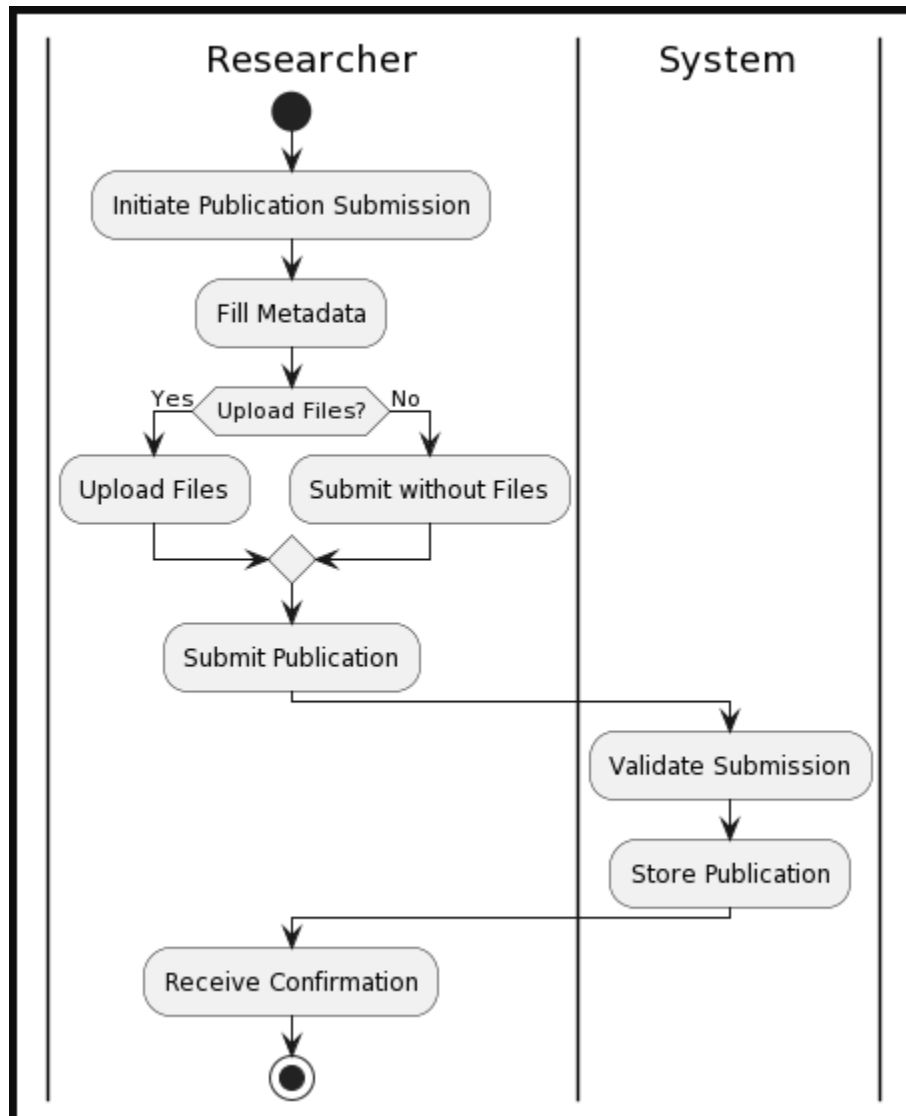 Researcher
System
Initiate Publication Submission
Fill Metadata
Yes
Upload Files?
No
Upload Files
Submit without Files
Submit Publication
Validate Submission
Store Publication
Receive Confirmation